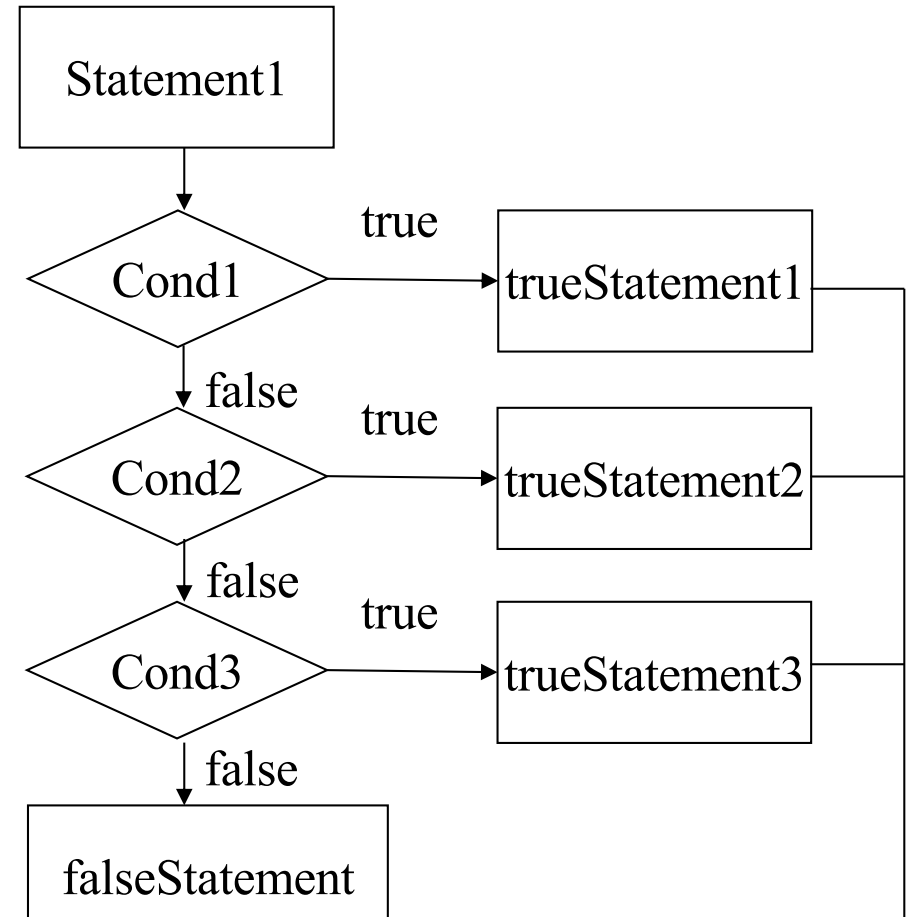 Statement1
true
Cond1
trueStatement1
false
true
Cond2
trueStatement2
false
true
Cond3
trueStatement3
false
falseStatement